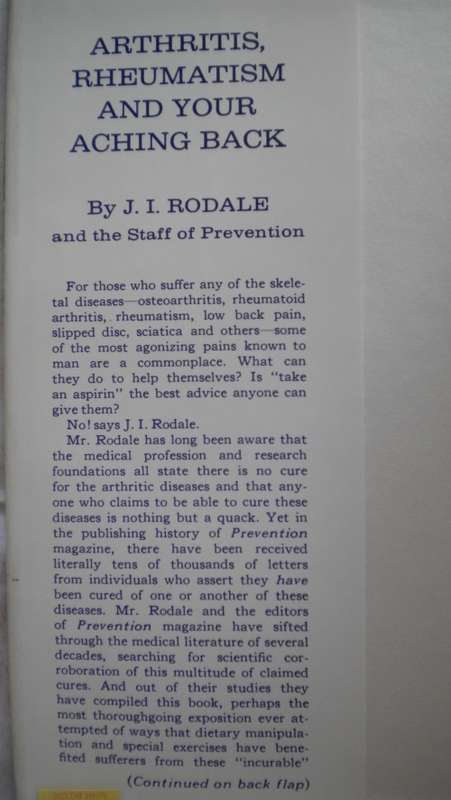 ARTHRITIS,
RHEUMATISM
AND YOUR
ACHING BACK
By J. I. RODALE
and the Staff of Prevention
For those who suffer any of the skele-
tal diseases—osteoarthritis, rheumatoid
arthritis, rheumatism, low back pain,
slipped disc, sciatica and others—some
of the most agonizing pains known to
man are a commonplace. What can
they do to help themselves? Is "take
an aspirin" the best advice anyone can
give them?
No! says J. I. Rodale.
Mr. Rodale has long been aware that
the medical profession and research
foundations all state there is no cure
for the arthritic diseases and that any-
one who claims to be able to cure these
diseases is nothing but a quack. Yet in
the publishing history of Prevention
magazine, there have been received
literally tens of thousands of letters
from individuals who assert they have
been cured of one or another of these
diseases. Mr. Rodale and the editors
of Prevention magazine have sifted
through the medical literature of several
decades, searching for scientific cor-
roboration of this multitude of claimed
cures. And out of their studies they
have compiled this book, perhaps the
most thoroughgoing exposition ever at-
tempted of ways that dietary manipula-
tion and special exercises have bene-
fited sufferers from these "incurable"
(Continued on back flap)